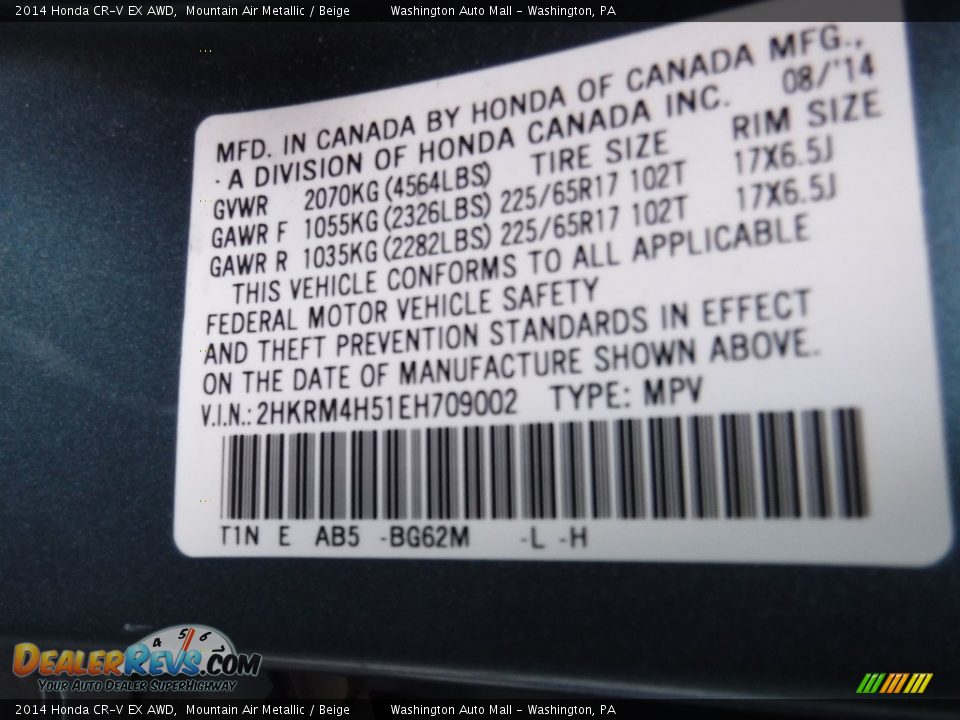 2014 Honda CR-V EX AWD, Mountain Air Metallic / Beige Washington Auto Mall - Washington, PA
MFD. IN CANADA BY HONDA OF CANADA MFG.,
· A DIVISION OF HONDA CANADA INC. 08/'14
GVWR 2070KG (4564LBS) TIRE SIZE RIM SIZE
GAWR F 1055KG (2326LBS) 225/65R17 102T 17X6.5J
GAWR R 1035KG (2282LBS) 225/65R17 102T 17X6.5J
THIS VEHICLE CONFORMS TO ALL APPLICABLE
FEDERAL MOTOR VEHICLE SAFETY
AND THEFT PREVENTION STANDARDS IN EFFECT
ON THE DATE OF MANUFACTURE SHOWN ABOVE.
V.I.N.: 2HKRM4H51EH709002 TYPE: MPV
T1N E AB5 -BG62M -L -H
4 5 6
DEALERREVS.COM
YOUR AUTO DEALER SUPERHIGHWAY
2014 Honda CR-V EX AWD, Mountain Air Metallic / Beige Washington Auto Mall - Washington, PA